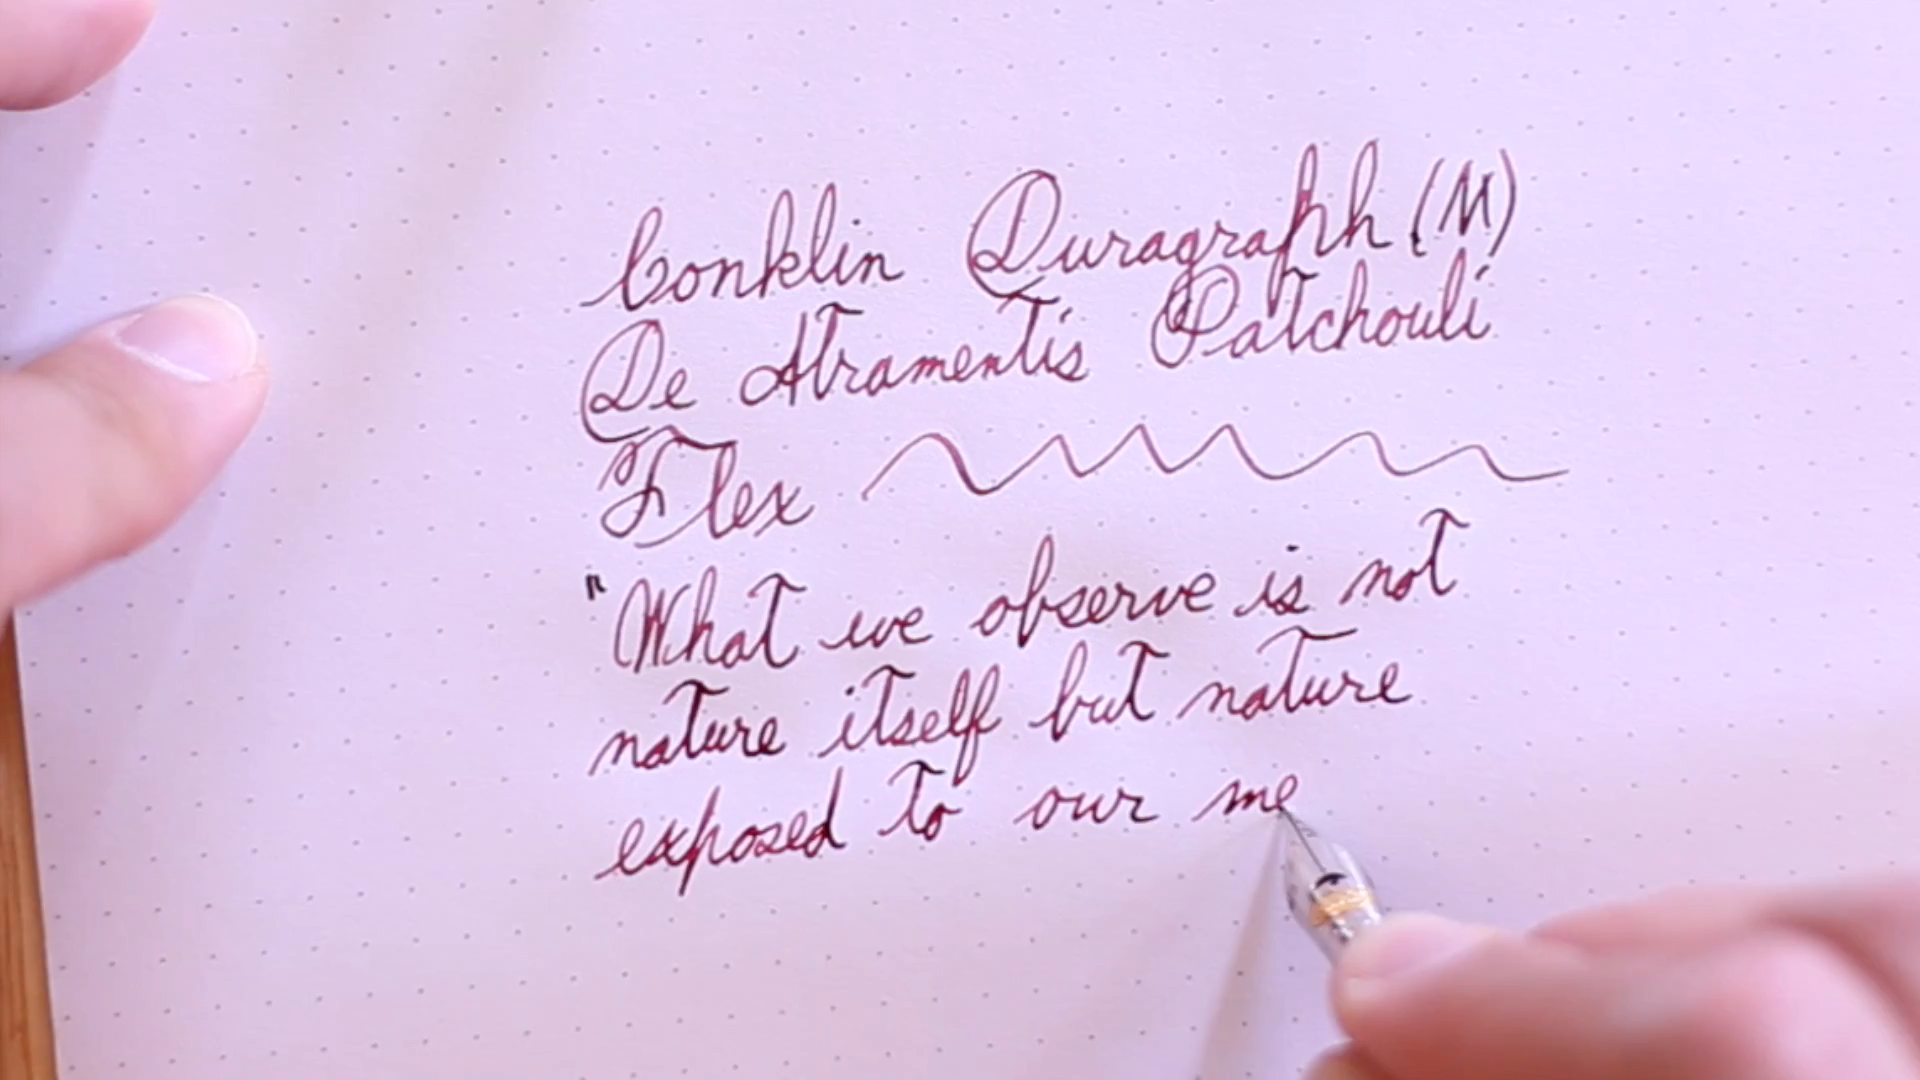 Conklin Duragraph (M)
De Atramentis Patchouli
Flex
"What we observe is not
nature itself but nature
exposed to our me